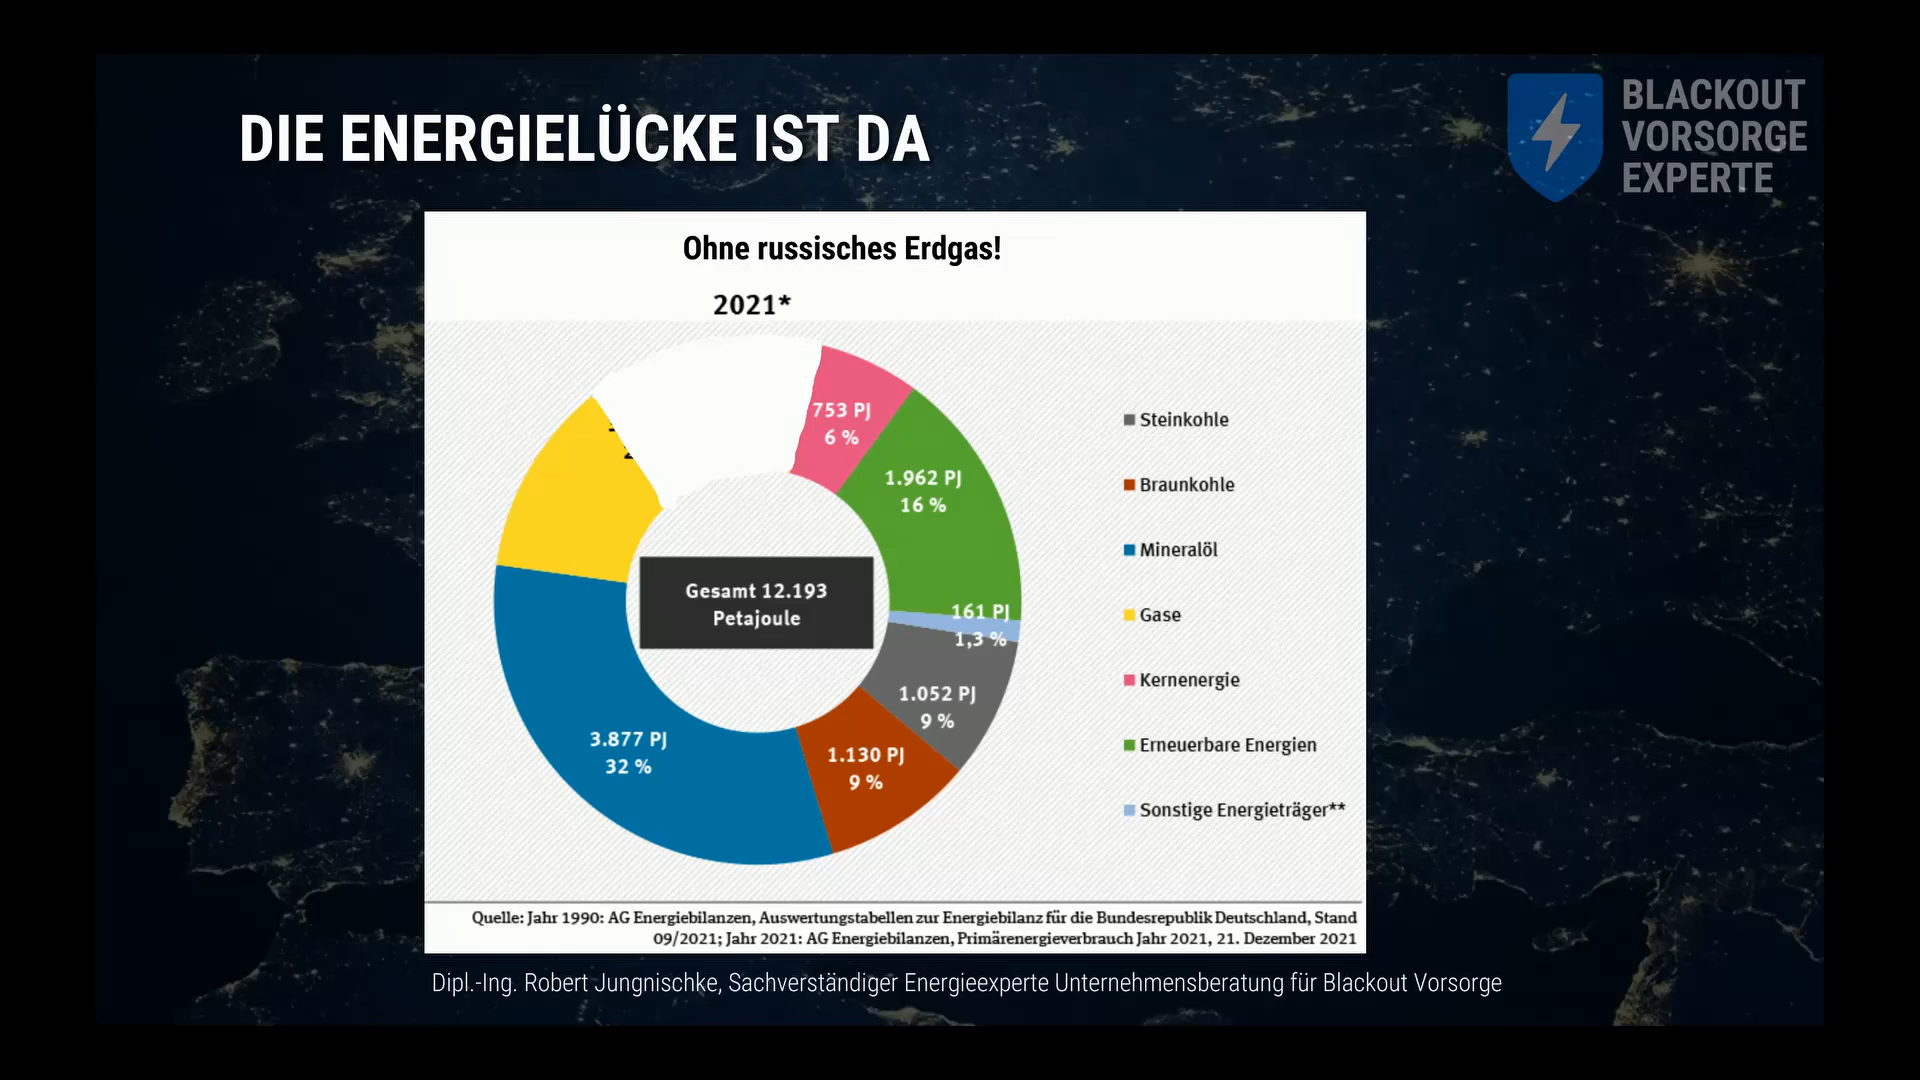 DIE ENERGIELÜCKE IST DA
BLACKOUT
VORSORGE
EXPERTE
Ohne russisches Erdgas!
2021*
753 PJ
6 %
1.962 PJ
16 %
161 PJ
1,3 %
1.052 PJ
9 %
1.130 PJ
9 %
3.877 PJ
32 %
Gesamt 12.193
Petajoule
Steinkohle
Braunkohle
Mineralöl
Gase
Kernenergie
Erneuerbare Energien
Sonstige Energieträger**
Quelle: Jahr 1990: AG Energiebilanzen, Auswertungstabellen zur Energiebilanz für die Bundesrepublik Deutschland, Stand
09/2021; Jahr 2021: AG Energiebilanzen, Primärenergieverbrauch Jahr 2021, 21. Dezember 2021
Dipl.-Ing. Robert Jungnischke, Sachverständiger Energieexperte Unternehmensberatung für Blackout Vorsorge